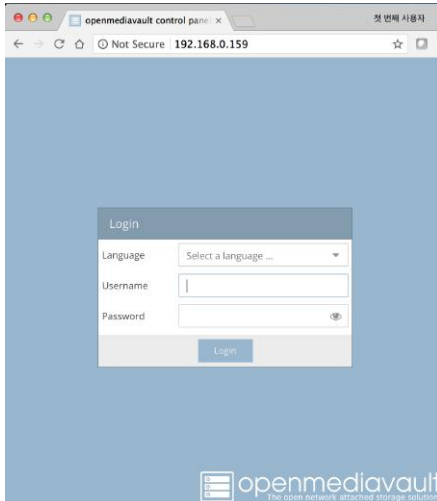 openmediavault control panel
첫 번째 사용자
Not Secure 192.168.0.159
Login
Language Select a language ...
Username
Password
Login
openmediavault
The open network attached storage solution